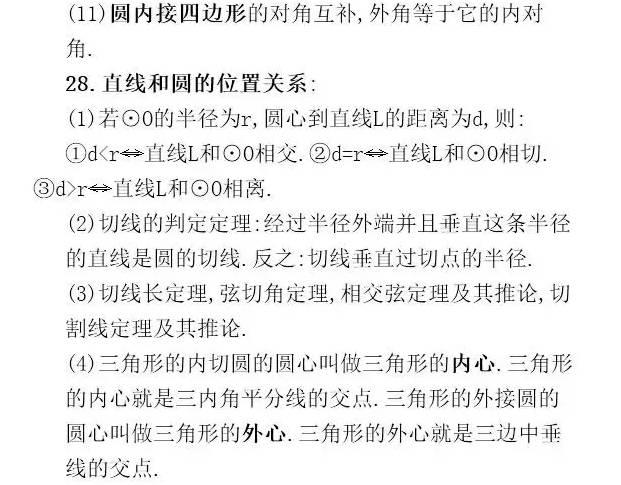 (11)圆内接四边形的对角互补,外角等于它的内对
角.
28.直线和圆的位置关系:
(1)若⊙O的半径为r,圆心到直线L的距离为d,则:
①d<r⇔直线L和⊙O相交.②d=r⇔直线L和⊙O相切.
③d>r⇔直线L和⊙O相离.
(2)切线的判定定理:经过半径外端并且垂直这条半径
的直线是圆的切线.反之:切线垂直过切点的半径.
(3)切线长定理,弦切角定理,相交弦定理及其推论,切
割线定理及其推论.
(4)三角形的内切圆的圆心叫做三角形的内心.三角形
的内心就是三内角平分线的交点.三角形的外接圆的
圆心叫做三角形的外心.三角形的外心就是三边中垂
线的交点.